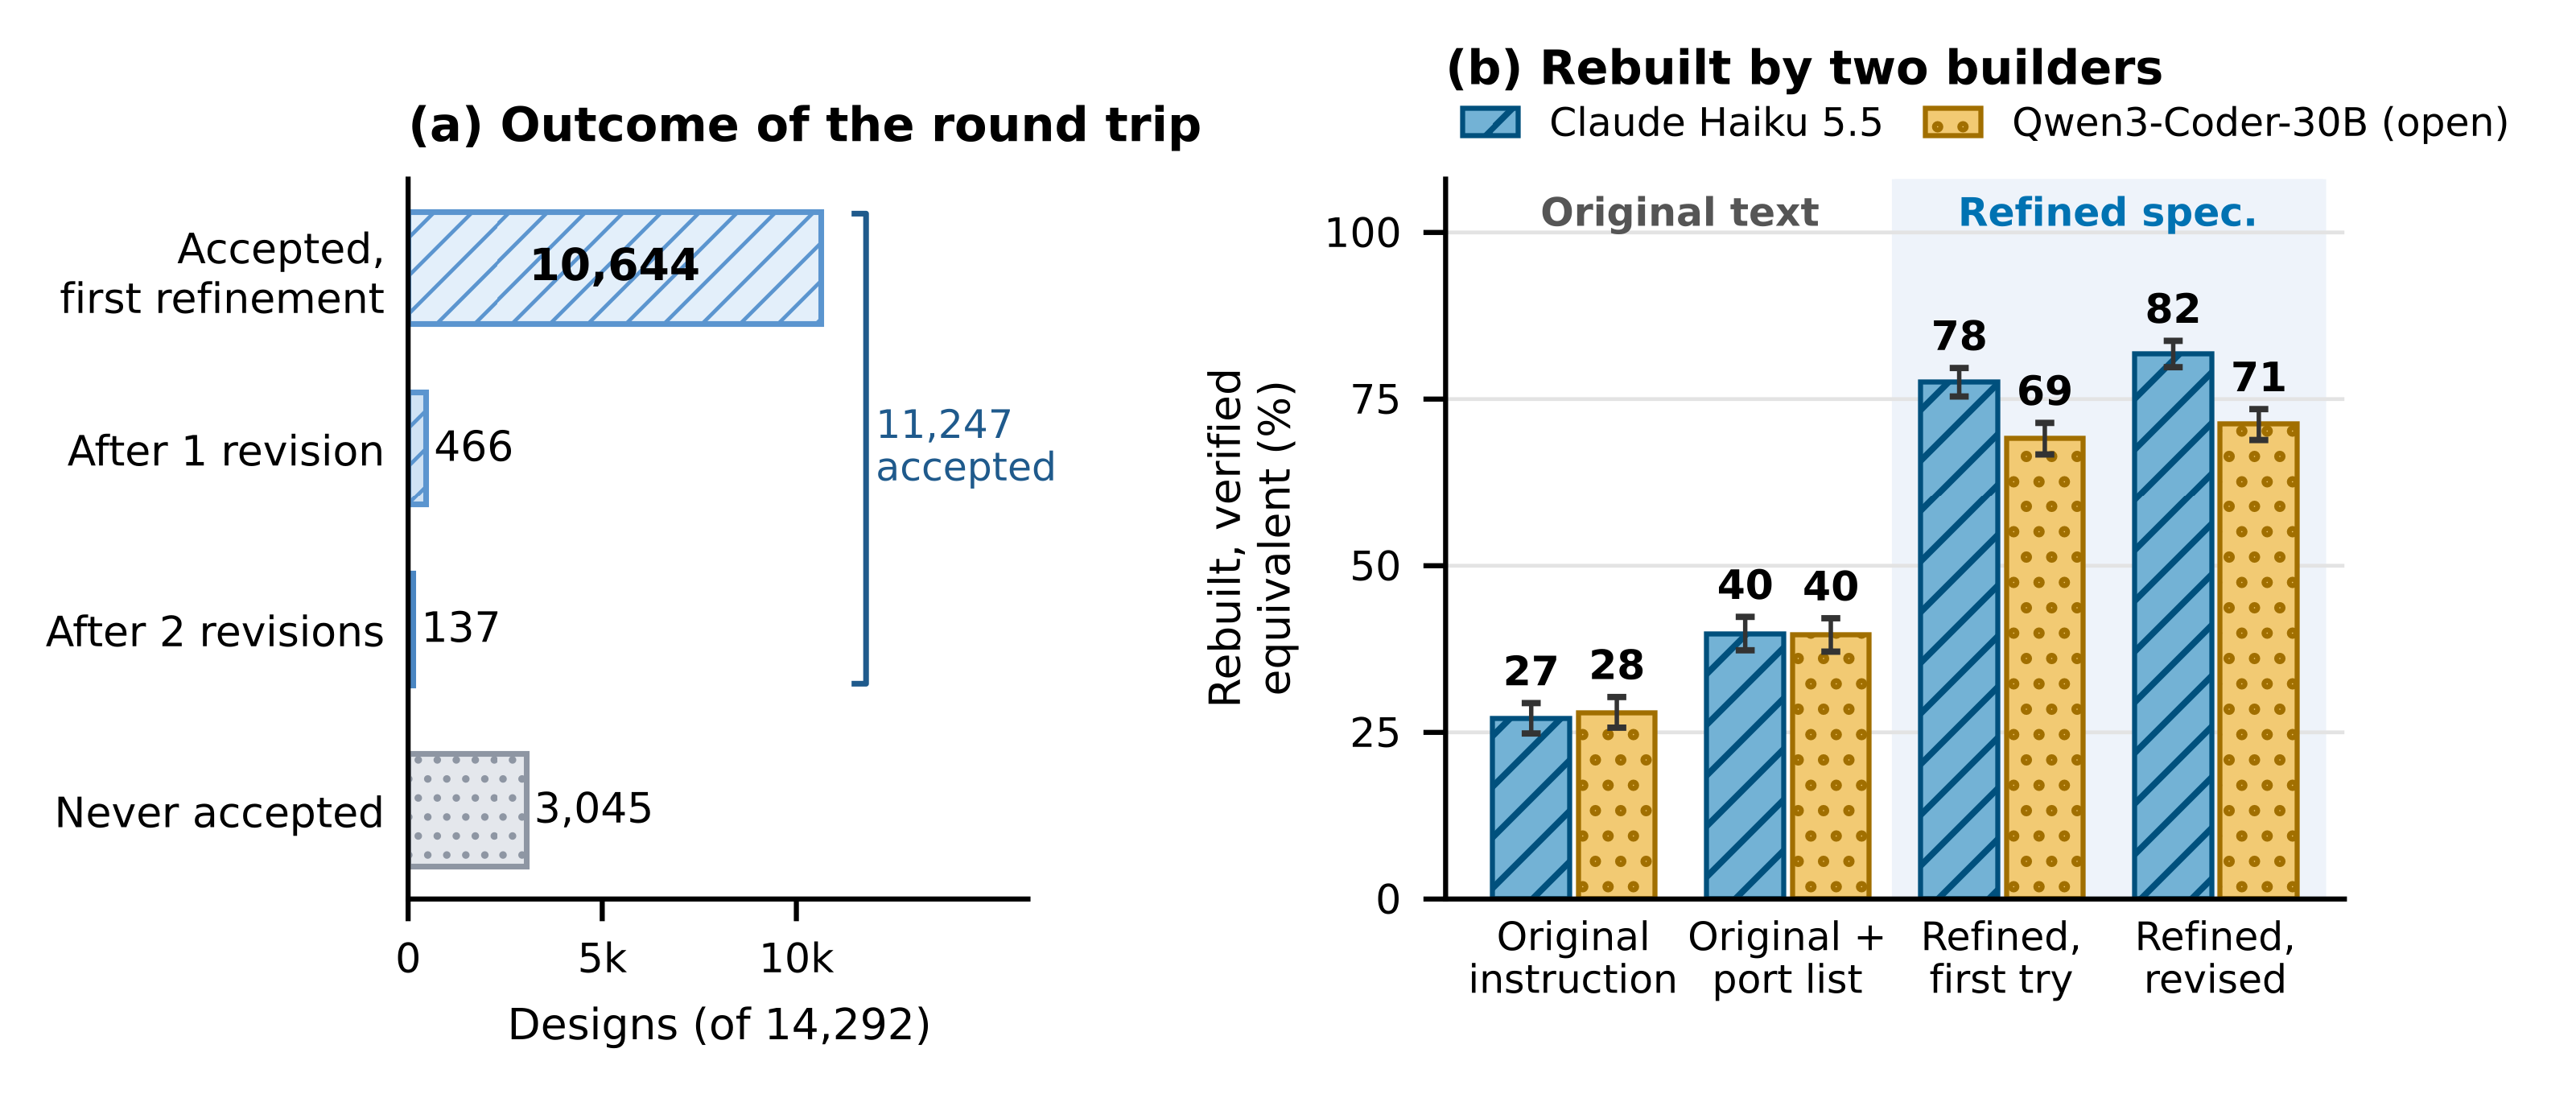 (a) Outcome of the round trip
Accepted,
first refinement
10,644
After 1 revision
466
After 2 revisions
137
Never accepted
3,045
11,247
accepted
0
5k
10k
Designs (of 14,292)
(b) Rebuilt by two builders
Claude Haiku 5.5
Qwen3-Coder-30B (open)
Original text
Refined spec.
Rebuilt, verified
equivalent (%)
100
75
50
25
0
27
28
40
40
78
69
82
71
Original
instruction
Original +
port list
Refined,
first try
Refined,
revised